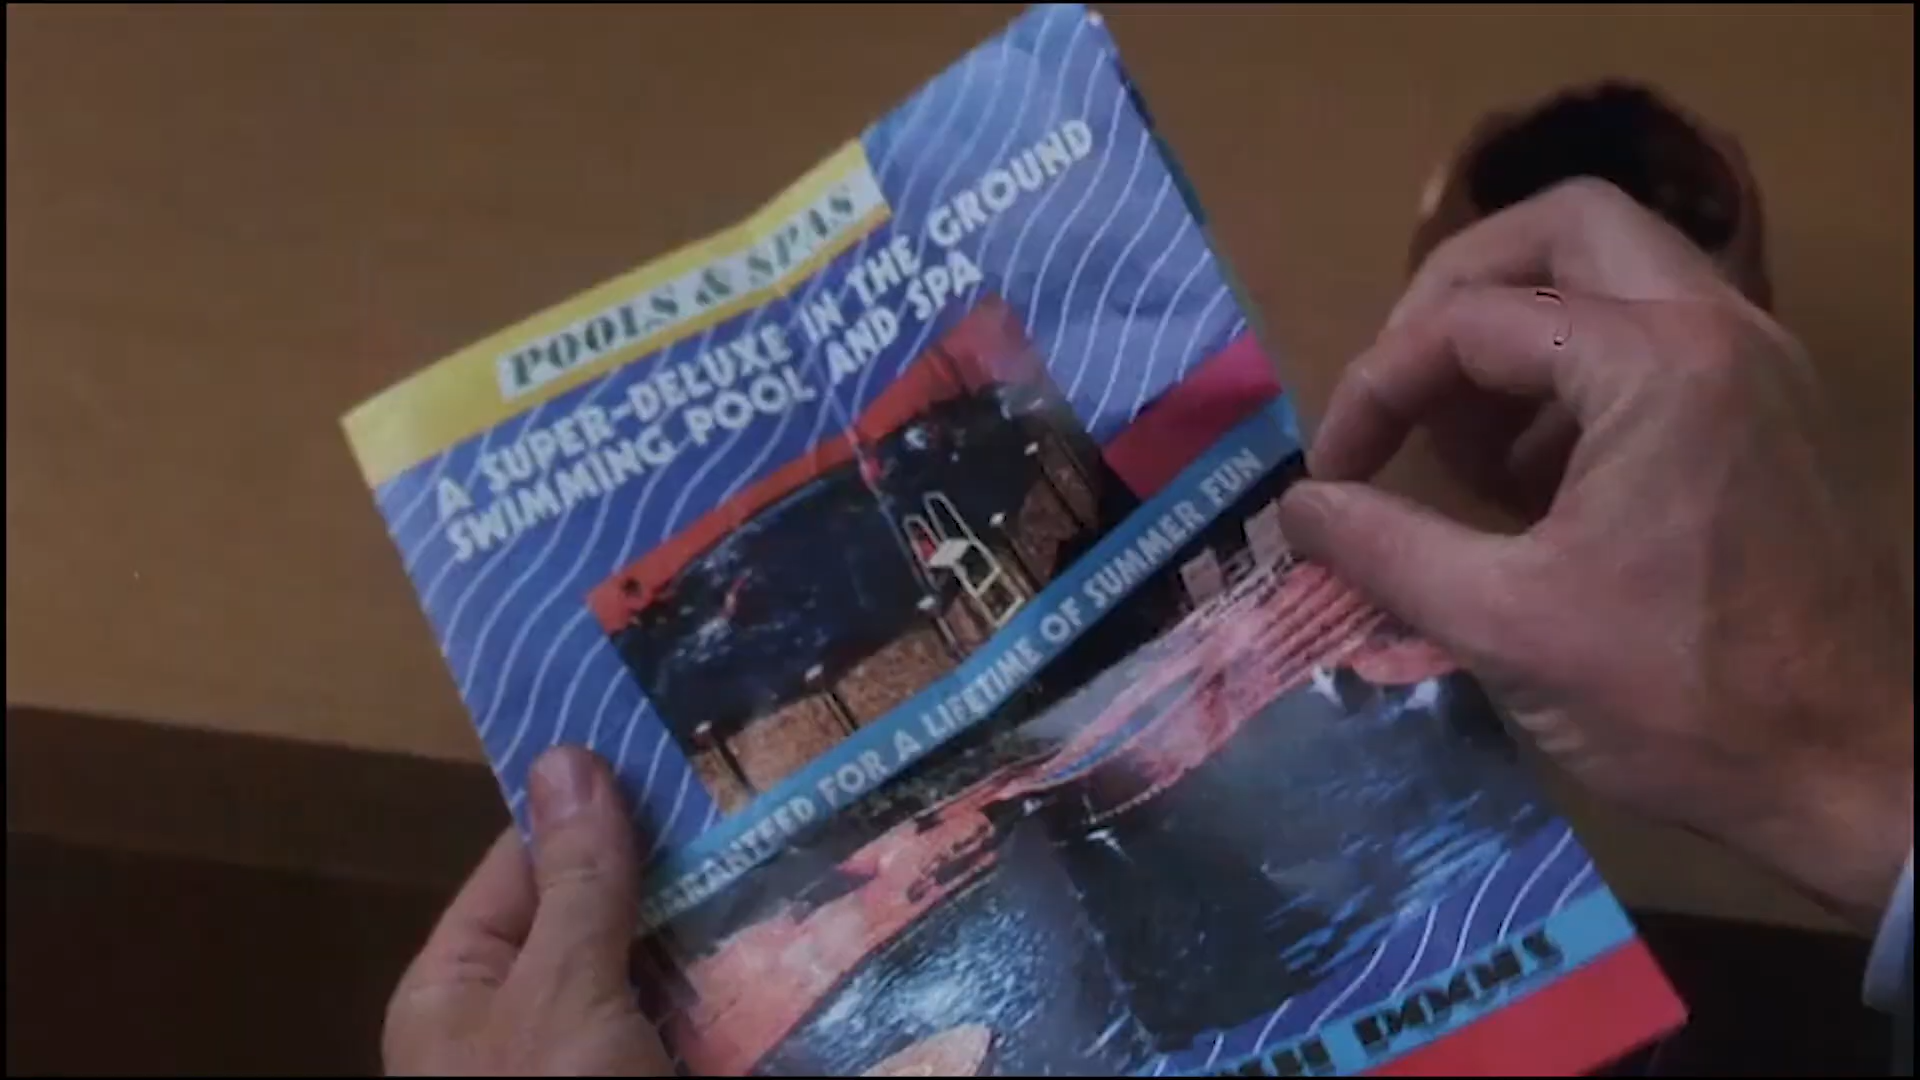 POOLS & SPAS
A SUPER-DELUXE IN THE GROUND
SWIMMING POOL AND SPA
GUARANTEED FOR A LIFETIME OF SUMMER FUN